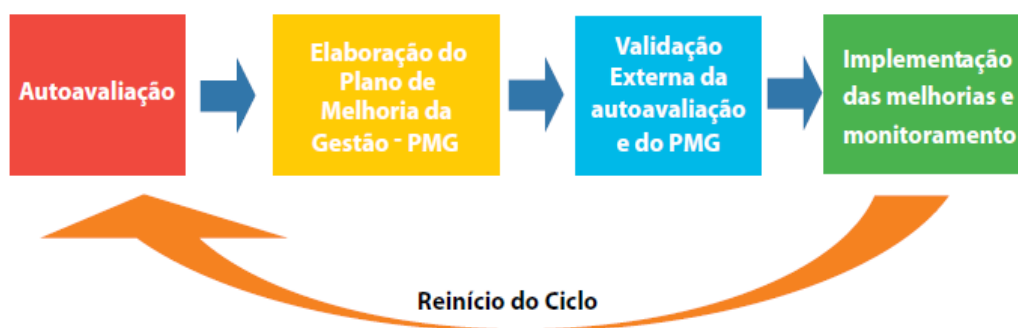 Autoavaliação
Elaboração do
Plano de
Melhoria da
Gestão - PMG
Validação
Externa da
autoavaliação
e do PMG
Implementação
das melhorias e
monitoramento
Reinício do Ciclo